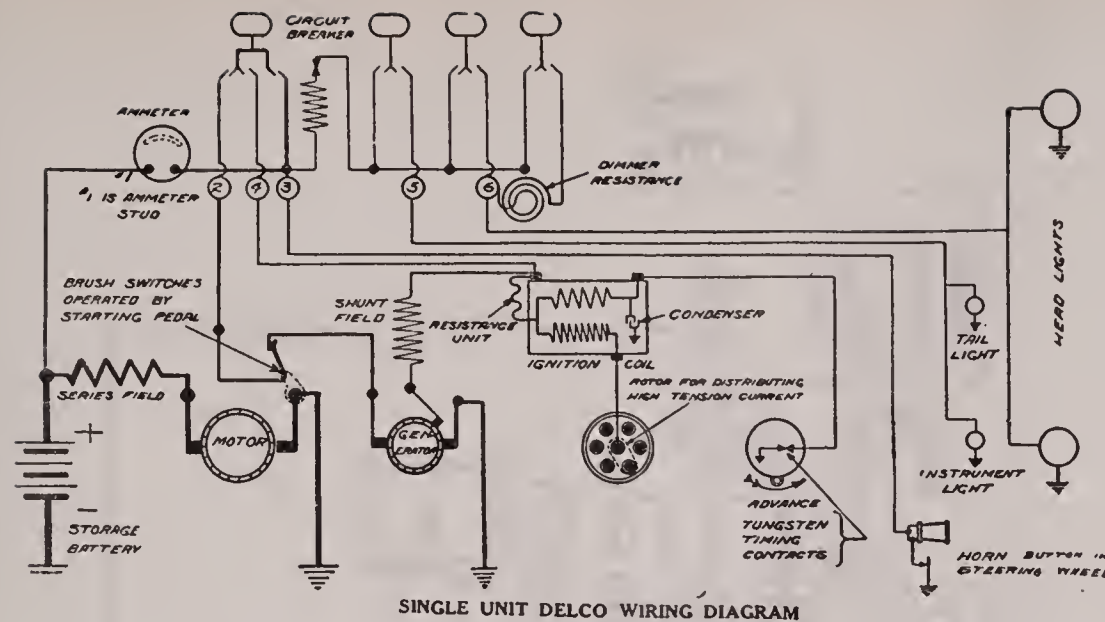 CIRCUIT
BREAKER
AMMETER
#1
#1 IS AMMETER
STUD
2
4
3
5
6
DIMMER
RESISTANCE
BRUSH SWITCHES
OPERATED BY
STARTING PEDAL
SHUNT
FIELD
RESISTANCE
UNIT
CONDENSER
IGNITION COIL
HEAD LIGHTS
TAIL
LIGHT
SERIES FIELD
ROTOR FOR DISTRIBUTING
HIGH TENSION CURRENT
MOTOR
GEN-
ERATOR
+
-
STORAGE
BATTERY
A
ADVANCE
TUNGSTEN
TIMING
CONTACTS
INSTRUMENT
LIGHT
HORN BUTTON IN
STEERING WHEEL
SINGLE UNIT DELCO WIRING DIAGRAM